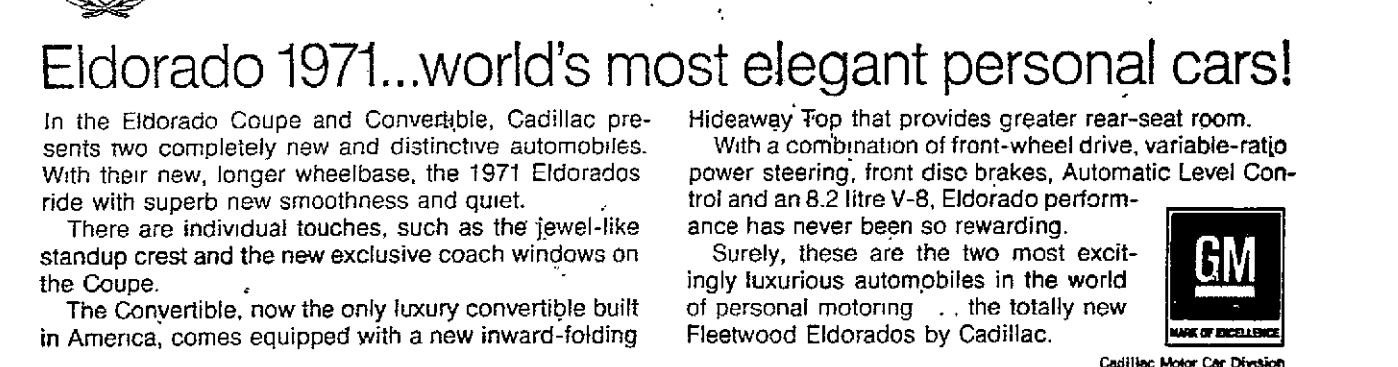 Eldorado 1971...world's most elegant personal cars!
In the Eldorado Coupe and Convertible, Cadillac pre-
sents two completely new and distinctive automobiles.
With their new, longer wheelbase, the 1971 Eldorados
ride with superb new smoothness and quiet.
There are individual touches, such as the jewel-like
standup crest and the new exclusive coach windows on
the Coupe.
The Convertible, now the only luxury convertible built
in America, comes equipped with a new inward-folding
Hideaway Top that provides greater rear-seat room.
With a combination of front-wheel drive, variable-ratio
power steering, front disc brakes, Automatic Level Con-
trol and an 8.2 litre V-8, Eldorado perform-
ance has never been so rewarding.
Surely, these are the two most excit-
ingly luxurious automobiles in the world
of personal motoring . . the totally new
Fleetwood Eldorados by Cadillac.
GM
MARK OF EXCELLENCE
Cadillac Motor Car Division